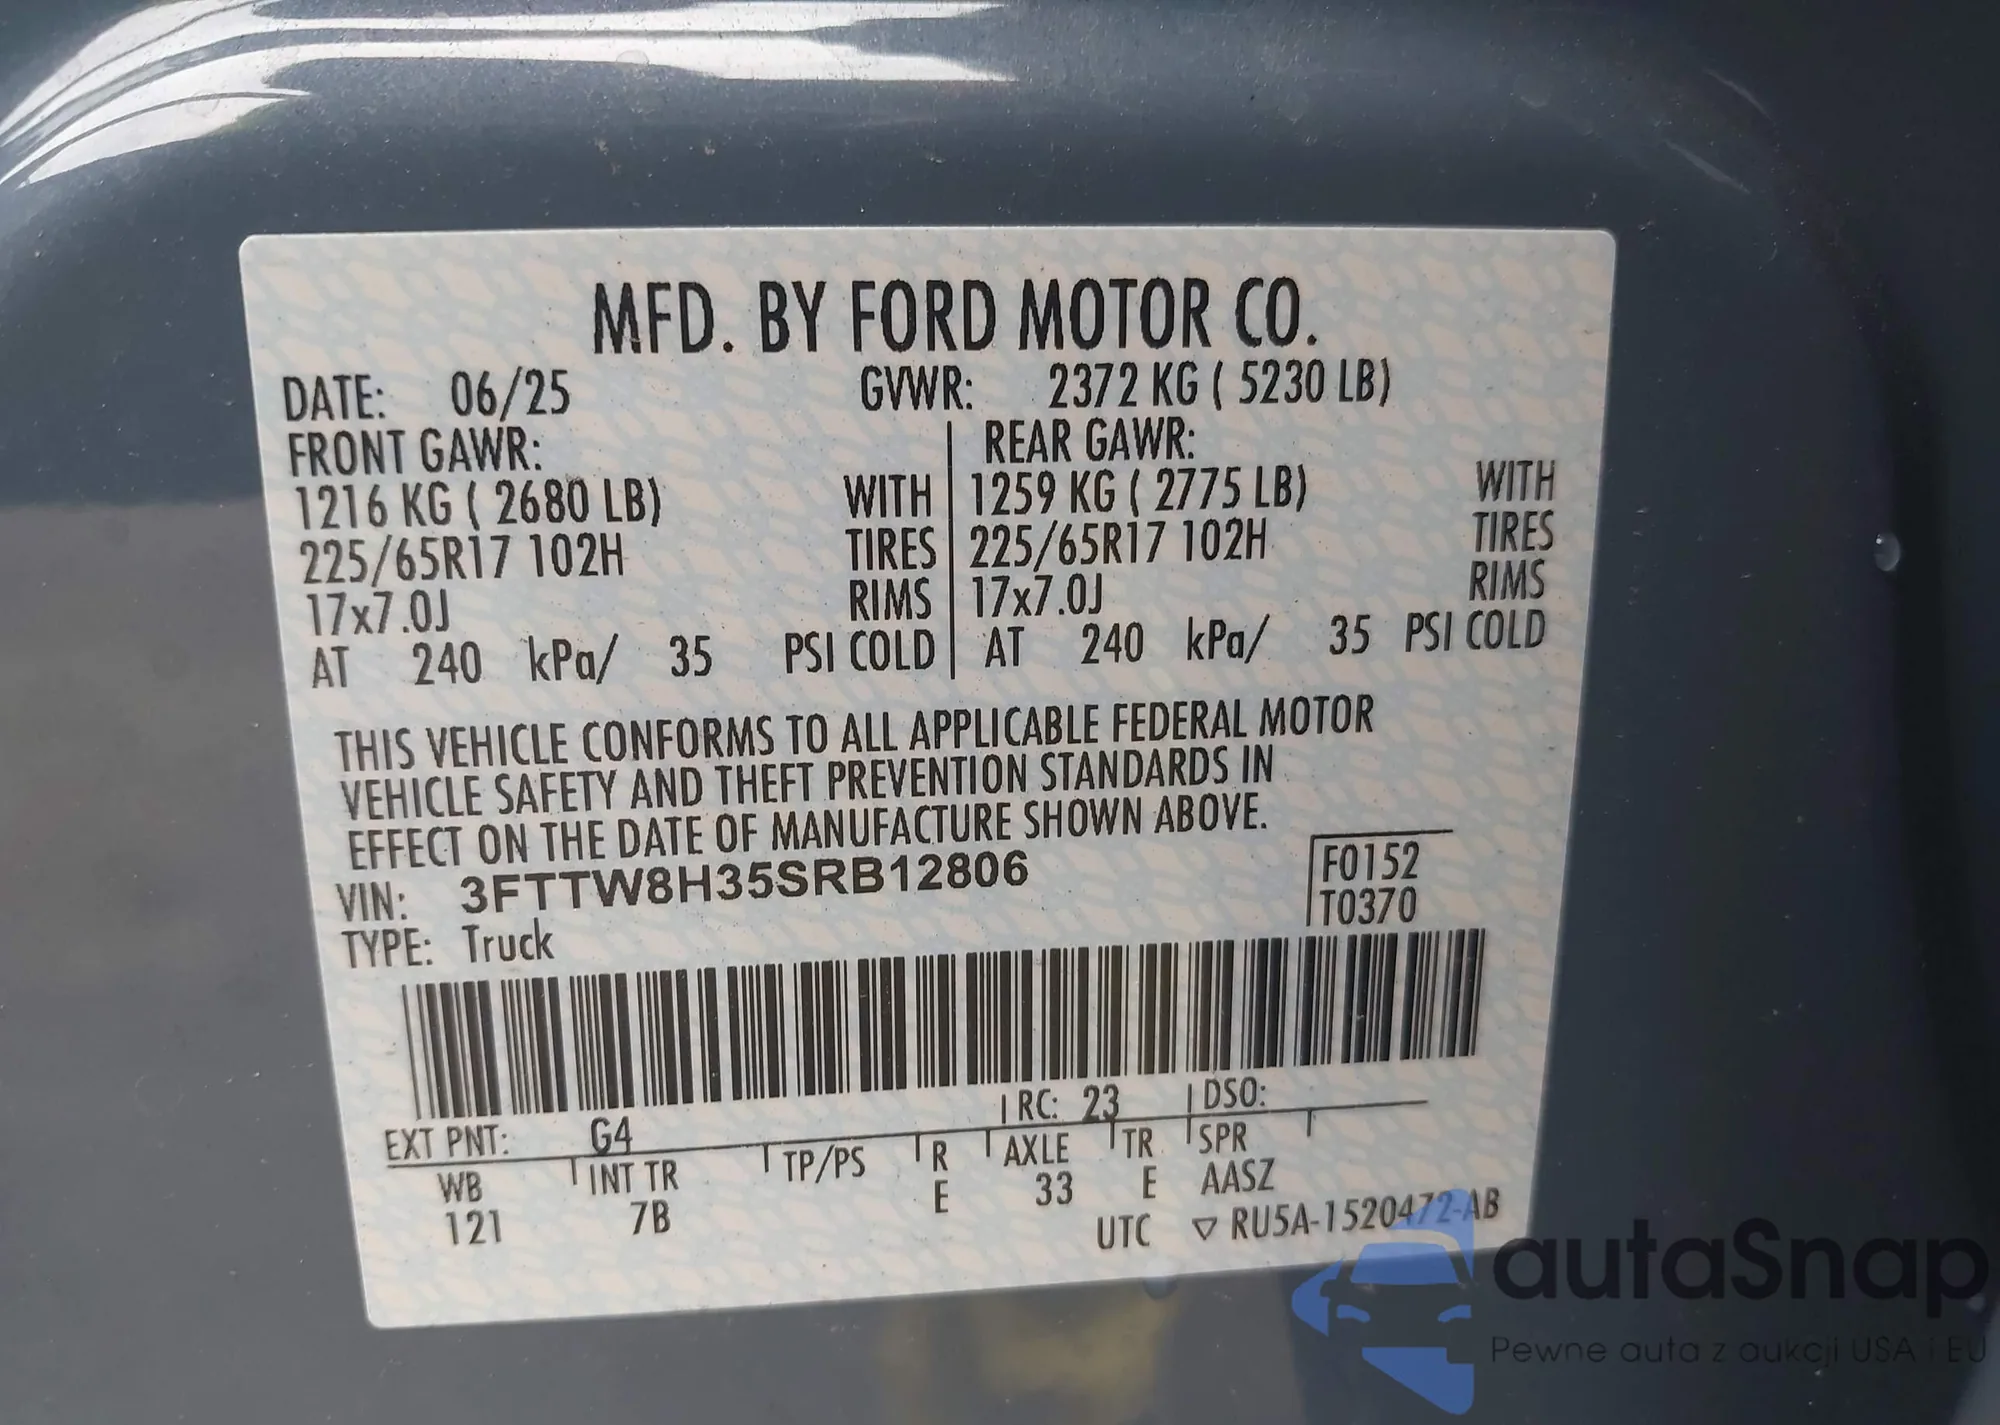 MFD. BY FORD MOTOR CO.
DATE: 06/25 GVWR: 2372 KG ( 5230 LB)
FRONT GAWR: REAR GAWR:
1216 KG ( 2680 LB) WITH 1259 KG ( 2775 LB) WITH
225/65R17 102H TIRES 225/65R17 102H TIRES
17x7.0J RIMS 17x7.0J RIMS
AT 240 kPa/ 35 PSI COLD AT 240 kPa/ 35 PSI COLD
THIS VEHICLE CONFORMS TO ALL APPLICABLE FEDERAL MOTOR
VEHICLE SAFETY AND THEFT PREVENTION STANDARDS IN
EFFECT ON THE DATE OF MANUFACTURE SHOWN ABOVE.
VIN: 3FTTW8H35SRB12806 F0152
TYPE: Truck T0370
EXT PNT: G4 RC: 23 DSO:
WB INT TR TP/PS R AXLE TR SPR
121 7B E 33 E AASZ
UTC ▽ RU5A-1520472-AB
autaSnap
Pewne auta z aukcji USA i EU